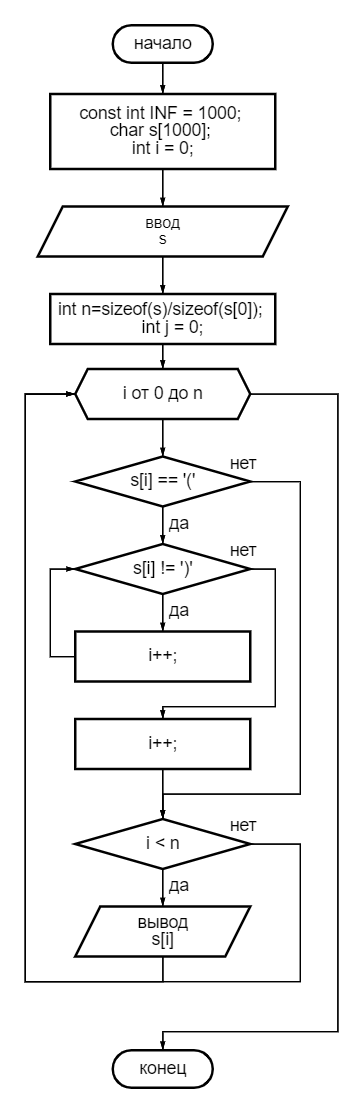 начало
const int INF = 1000;
char s[1000];
int i = 0;
ввод
s
int n=sizeof(s)/sizeof(s[0]);
int j = 0;
i от 0 до n
s[i] == '('
нет
да
s[i] != ')'
нет
да
i++;
i++;
i < n
нет
да
вывод
s[i]
конец